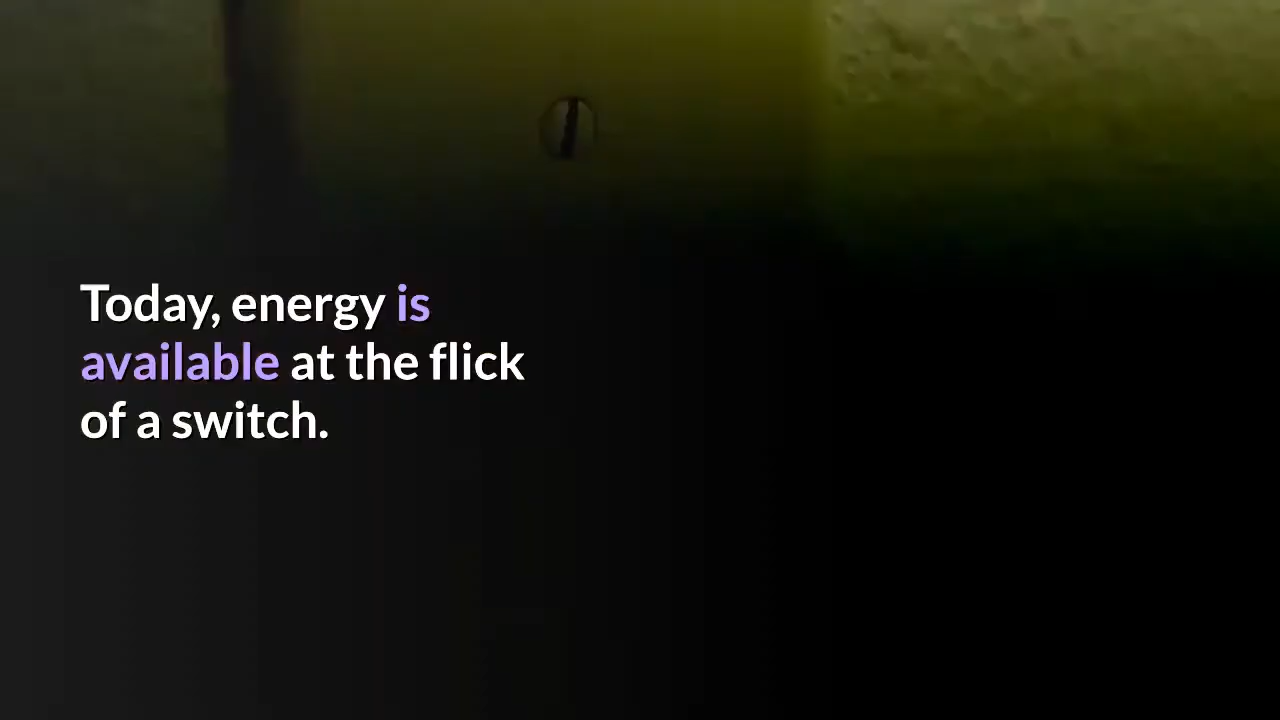 Today, energy is
available at the flick
of a switch.